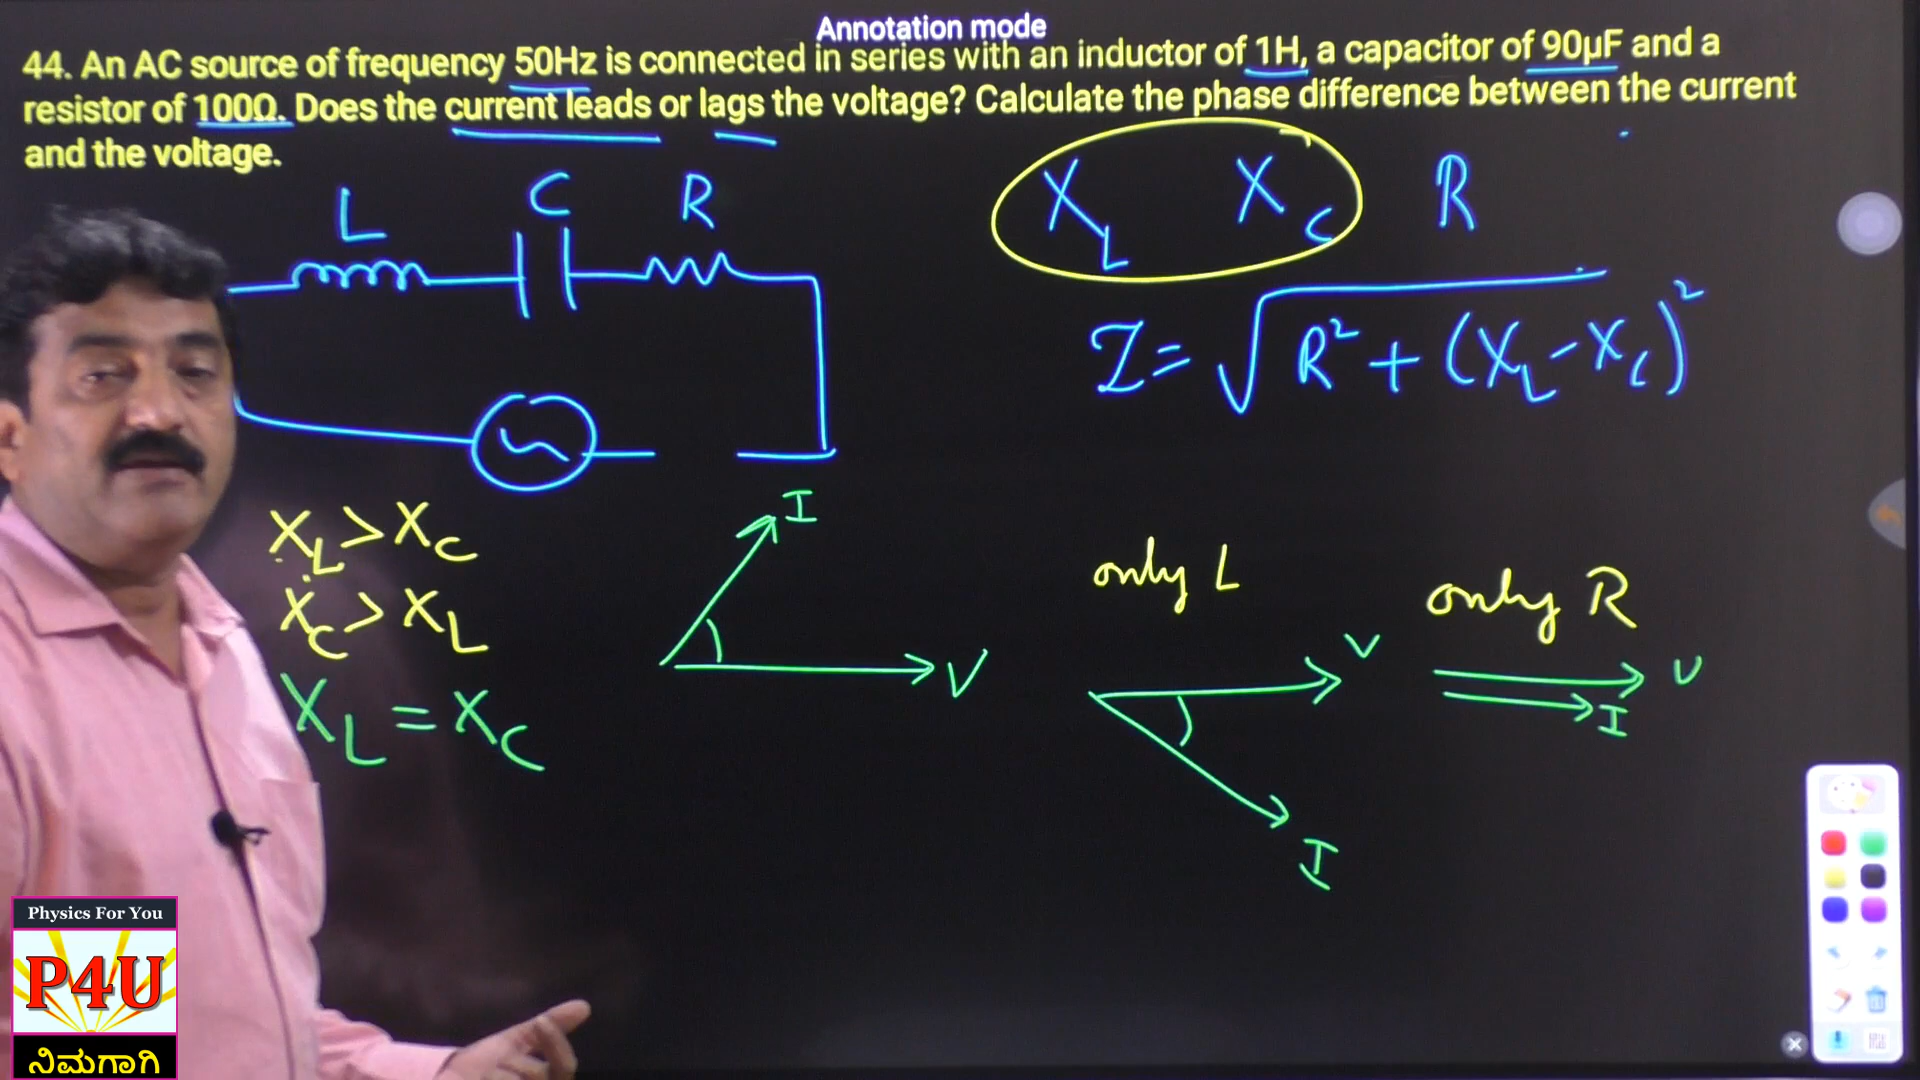 Annotation mode
44. An AC source of frequency 50Hz is connected in series with an inductor of 1H, a capacitor of 90μF and a
resistor of 100Ω. Does the current leads or lags the voltage? Calculate the phase difference between the current
and the voltage.
L C R
X_L X_C R
Z = √(R² + (X_L - X_C)²)
X_L > X_C
X_C > X_L
X_L = X_C
I
V
only L
V
I
only R
V
I
Physics For You
P4U
ನಿಮಗಾಗಿ